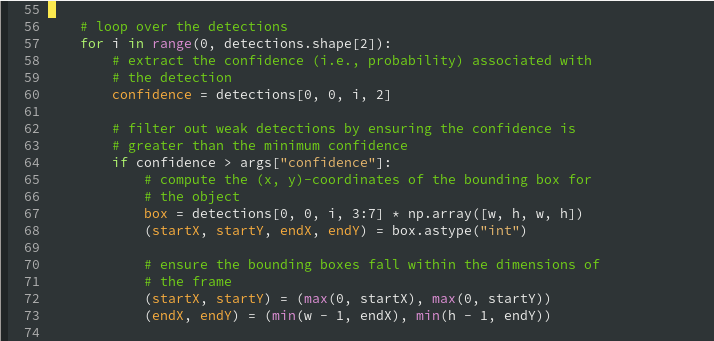 55
56     # loop over the detections
57     for i in range(0, detections.shape[2]):
58         # extract the confidence (i.e., probability) associated with
59         # the detection
60         confidence = detections[0, 0, i, 2]
61
62         # filter out weak detections by ensuring the confidence is
63         # greater than the minimum confidence
64         if confidence > args["confidence"]:
65             # compute the (x, y)-coordinates of the bounding box for
66             # the object
67             box = detections[0, 0, i, 3:7] * np.array([w, h, w, h])
68             (startX, startY, endX, endY) = box.astype("int")
69
70             # ensure the bounding boxes fall within the dimensions of
71             # the frame
72             (startX, startY) = (max(0, startX), max(0, startY))
73             (endX, endY) = (min(w - 1, endX), min(h - 1, endY))
74